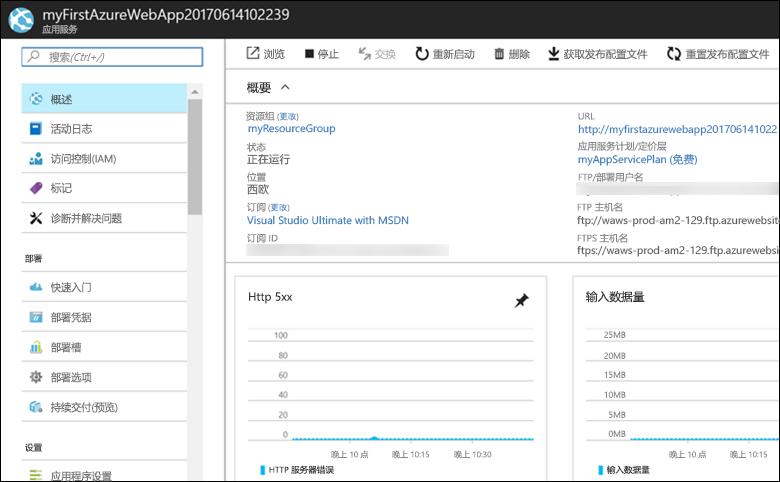 myFirstAzureWebApp20170614102239
应用服务
搜索(Ctrl+/)
概述
活动日志
访问控制(IAM)
标记
诊断并解决问题
部署
快速入门
部署凭据
部署槽
部署选项
持续交付(预览)
设置
应用程序设置
浏览 停止 交换 重新启动 删除 获取发布配置文件 重置发布配置文件
概要
资源组 (更改)
myResourceGroup
状态
正在运行
位置
西欧
订阅 (更改)
Visual Studio Ultimate with MSDN
订阅 ID
URL
http://myfirstazurewebapp201706141022
应用服务计划/定价层
myAppServicePlan (免费)
FTP/部署用户名
FTP 主机名
ftp://waws-prod-am2-129.ftp.azurewebsit
FTPS 主机名
ftps://waws-prod-am2-129.ftp.azurewebsi
Http 5xx
100
80
60
40
20
0
晚上 10 点 晚上 10:15 晚上 10:30
HTTP 服务器错误
输入数据量
25MB
20MB
15MB
10MB
5MB
0MB
晚上 10 点 晚上 10:15
输入数据量